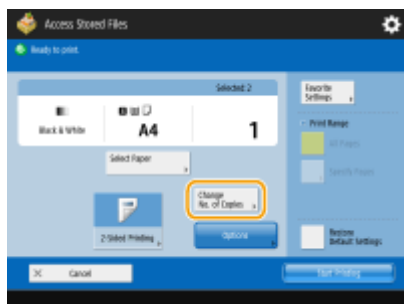 Access Stored Files
Ready to print.
Selected: 2
Black & White
A4
1
Select Paper
Change
No. of Copies
2-Sided Printing
Options
Favorite
Settings
Print Range
All Pages
Specify Pages
Restore
Default Settings
Cancel
Start Printing